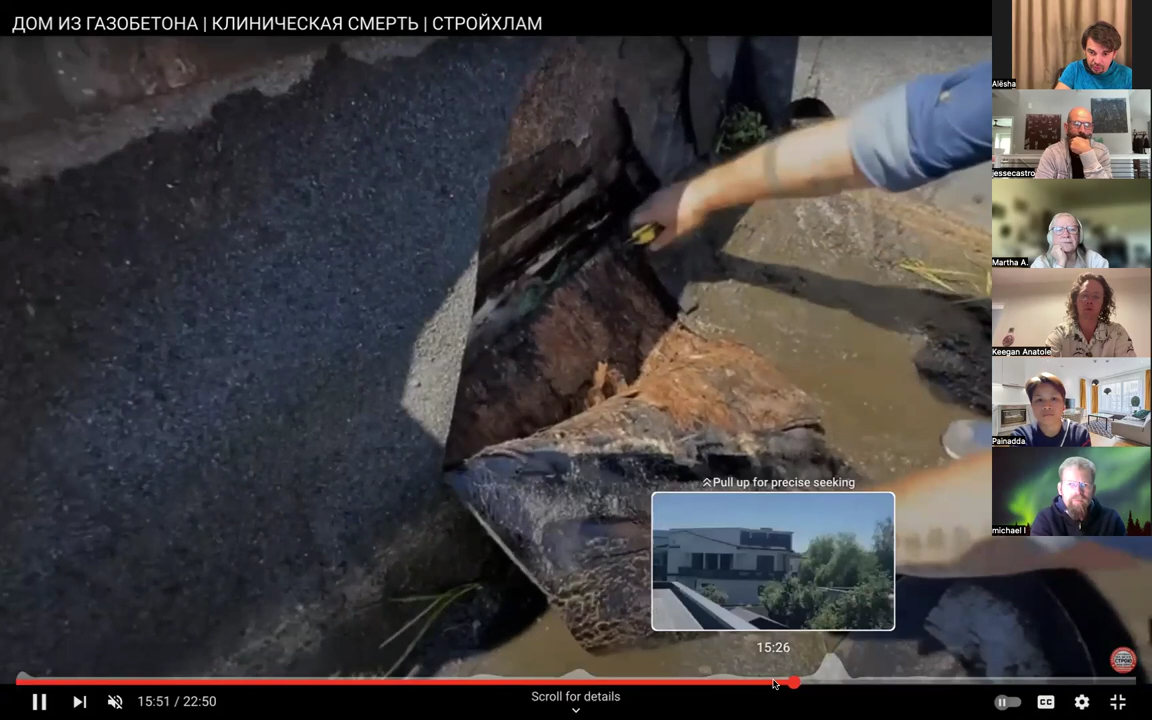 ДОМ ИЗ ГАЗОБЕТОНА | КЛИНИЧЕСКАЯ СМЕРТЬ | СТРОЙХЛАМ
Alësha
jessecastro
Martha A.
Keegan Anatole
Painadda
michael l
Pull up for precise seeking
15:26
15:51 / 22:50
Scroll for details
CC